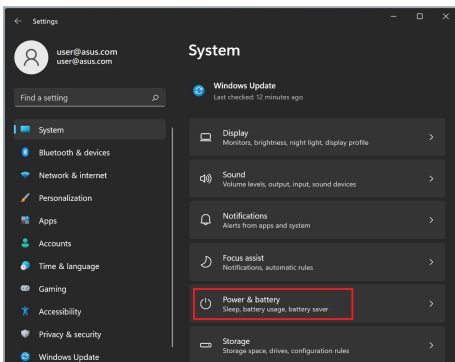 Settings
user@asus.com
user@asus.com
Find a setting
System
Bluetooth & devices
Network & internet
Personalization
Apps
Accounts
Time & language
Gaming
Accessibility
Privacy & security
Windows Update
System
Windows Update
Last checked: 12 minutes ago
Display
Monitors, brightness, night light, display profile
Sound
Volume levels, output, input, sound devices
Notifications
Alerts from apps and system
Focus assist
Notifications, automatic rules
Power & battery
Sleep, battery usage, battery saver
Storage
Storage space, drives, configuration rules